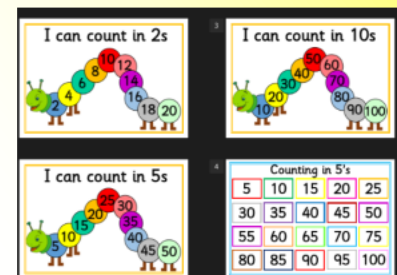 I can count in 2s
2 4 6 8 10 12 14 16 18 20
3
I can count in 10s
10 20 30 40 50 60 70 80 90 100
I can count in 5s
5 10 15 20 25 30 35 40 45 50
4
Counting in 5's
5 10 15 20 25
30 35 40 45 50
55 60 65 70 75
80 85 90 95 100